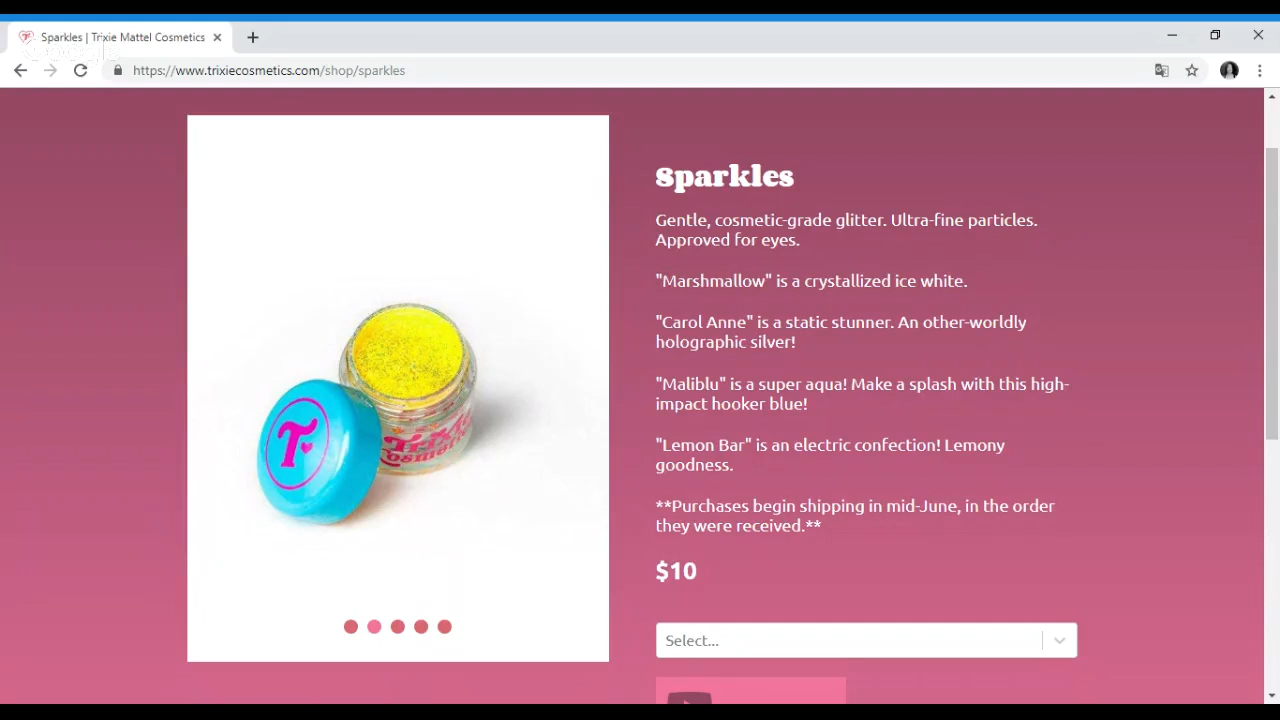 Sparkles | Trixie Mattel Cosmetics
https://www.trixiecosmetics.com/shop/sparkles
Sparkles
Gentle, cosmetic-grade glitter. Ultra-fine particles.
Approved for eyes.
"Marshmallow" is a crystallized ice white.
"Carol Anne" is a static stunner. An other-worldly
holographic silver!
"Maliblu" is a super aqua! Make a splash with this high-
impact hooker blue!
"Lemon Bar" is an electric confection! Lemony
goodness.
**Purchases begin shipping in mid-June, in the order
they were received.**
$10
Select...
T
Trixie
Cosmetics